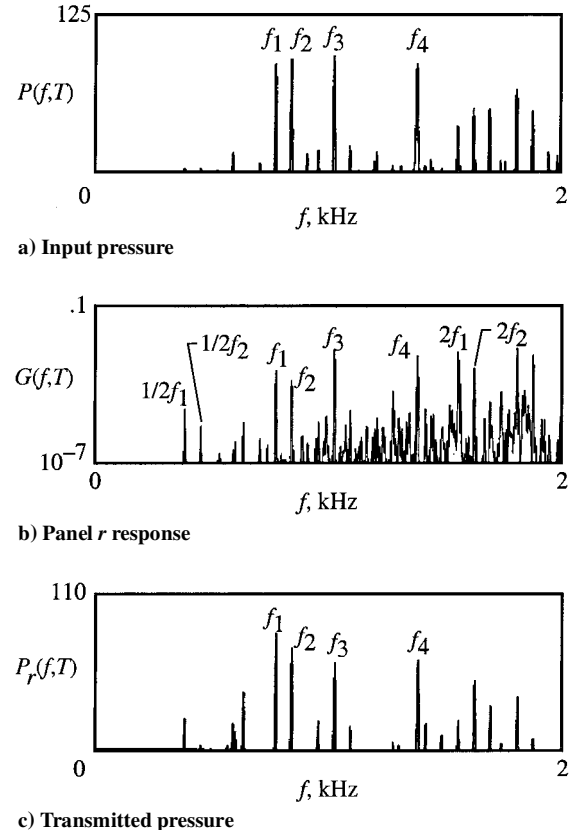 125
f1 f2 f3 f4
P(f,T)
0 2
f, kHz
a) Input pressure
.1
1/2f1 1/2f2 f1 f2 f3 f4 2f1 2f2
G(f,T)
10−7
0 2
f, kHz
b) Panel r response
110
f1 f2 f3 f4
Pr(f,T)
0 2
f, kHz
c) Transmitted pressure